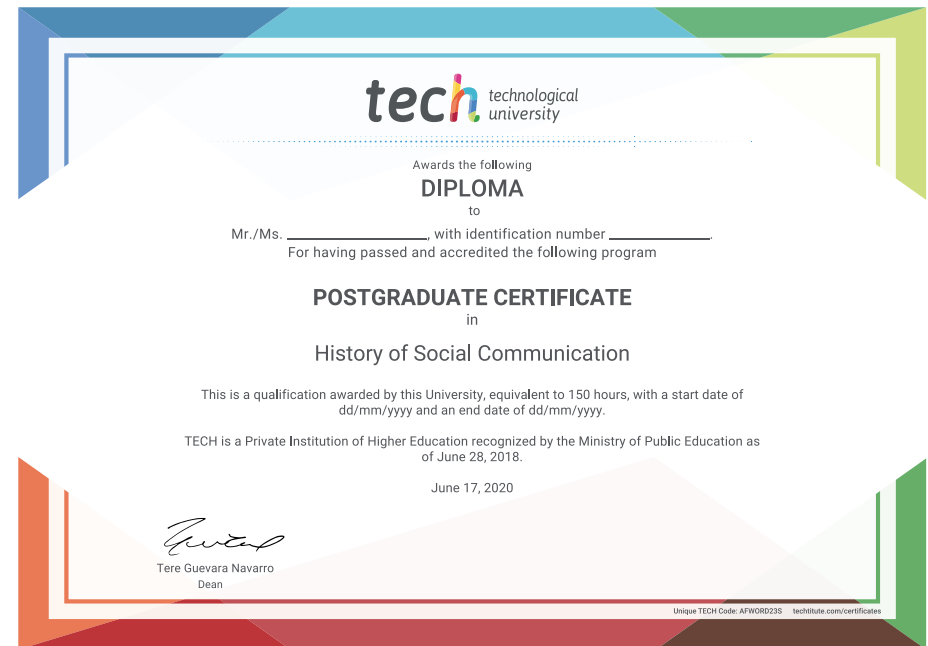 tech technological
university
Awards the following
DIPLOMA
to
Mr./Ms. ____________________, with identification number ______________.
For having passed and accredited the following program
POSTGRADUATE CERTIFICATE
in
History of Social Communication
This is a qualification awarded by this University, equivalent to 150 hours, with a start date of
dd/mm/yyyy and an end date of dd/mm/yyyy.
TECH is a Private Institution of Higher Education recognized by the Ministry of Public Education as
of June 28, 2018.
June 17, 2020
Tere Guevara Navarro
Dean
Unique TECH Code: AFWORD23S techtitute.com/certificates